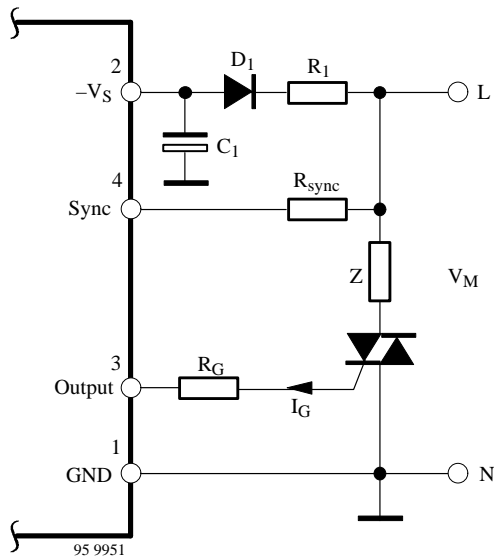 2
–VS
D1
R1
L
C1
4
Sync
Rsync
Z
VM
3
Output
RG
IG
1
GND
N
95 9951